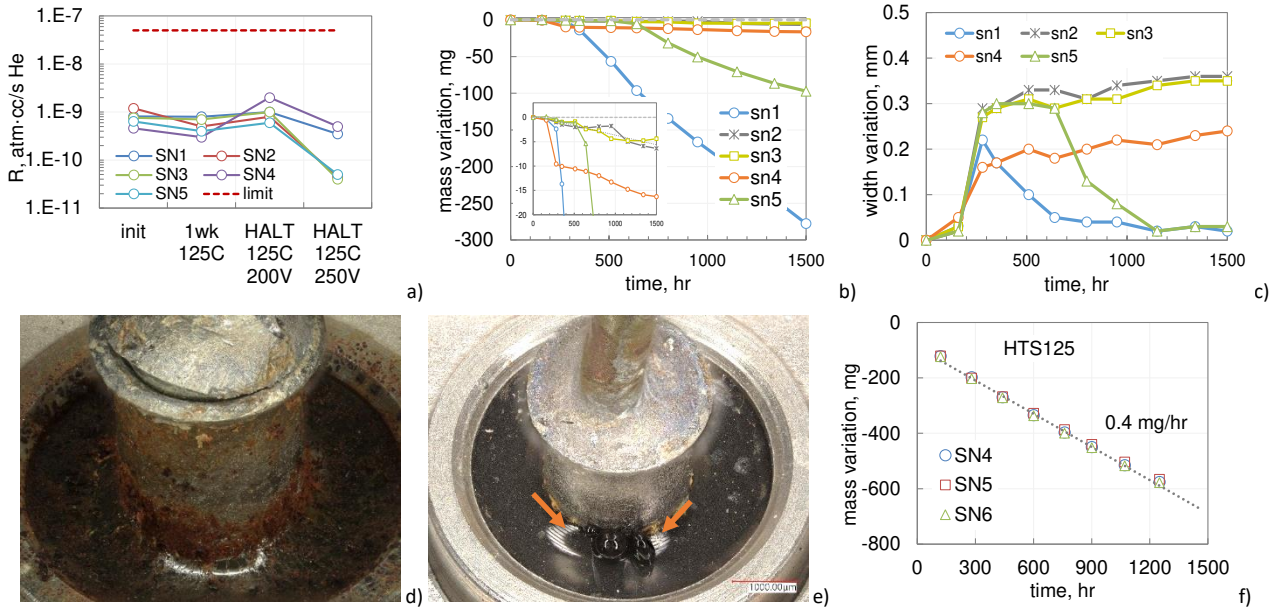 R, atm·cc/s He
1.E-7
1.E-8
1.E-9
1.E-10
1.E-11
SN1 SN2
SN3 SN4
SN5 limit
init 1wk 125C HALT 125C 200V HALT 125C 250V
a)
mass variation, mg
0
-50
-100
-150
-200
-250
-300
0
-5
-10
-15
-20
0 500 1000 1500
sn1
sn2
sn3
sn4
sn5
0 500 1000 1500
time, hr
b)
width variation, mm
0.4
0.3
0.2
0.1
0
sn1 sn2 sn3
sn4 sn5
0 500 1000 1500
time, hr
c)
d)
1000.00µm
e)
mass variation, mg
0
-200
-400
-600
-800
HTS125
0.4 mg/hr
SN4
SN5
SN6
0 300 600 900 1200 1500
time, hr
f)